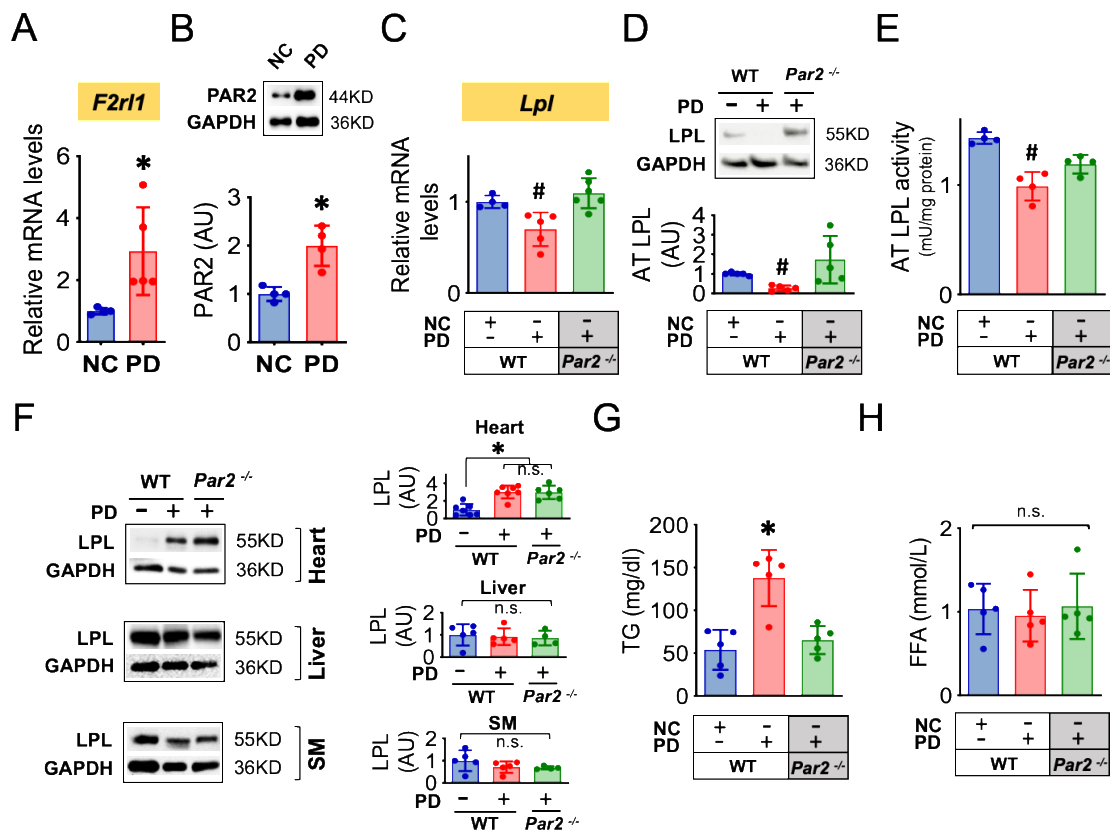 A
F2rl1
Relative mRNA levels
6
4
2
0
*
NC PD
B
NC PD
PAR2 44KD
GAPDH 36KD
PAR2 (AU)
3
2
1
0
*
NC PD
C
Lpl
Relative mRNA
levels
1
0
#
NC + - -
PD - + +
WT Par2 -/-
D
WT Par2 -/-
PD - + +
LPL 55KD
GAPDH 36KD
AT LPL
(AU)
4
3
2
1
0
#
NC + - -
PD - + +
WT Par2 -/-
E
AT LPL activity
(mU/mg protein)
1
0
#
NC + - -
PD - + +
WT Par2 -/-
F
WT Par2 -/-
PD - + +
LPL 55KD
GAPDH 36KD
Heart
LPL 55KD
GAPDH 36KD
Liver
LPL 55KD
GAPDH 36KD
SM
Heart
*
n.s.
LPL
(AU)
4
2
0
PD - + +
WT Par2 -/-
Liver
n.s.
LPL
(AU)
2
1
0
PD - + +
WT Par2 -/-
SM
n.s.
LPL
(AU)
2
1
0
PD - + +
WT Par2 -/-
G
TG (mg/dl)
200
150
100
50
0
*
NC + - -
PD - + +
WT Par2 -/-
H
FFA (mmol/L)
2
1
0
n.s.
NC + - -
PD - + +
WT Par2 -/-